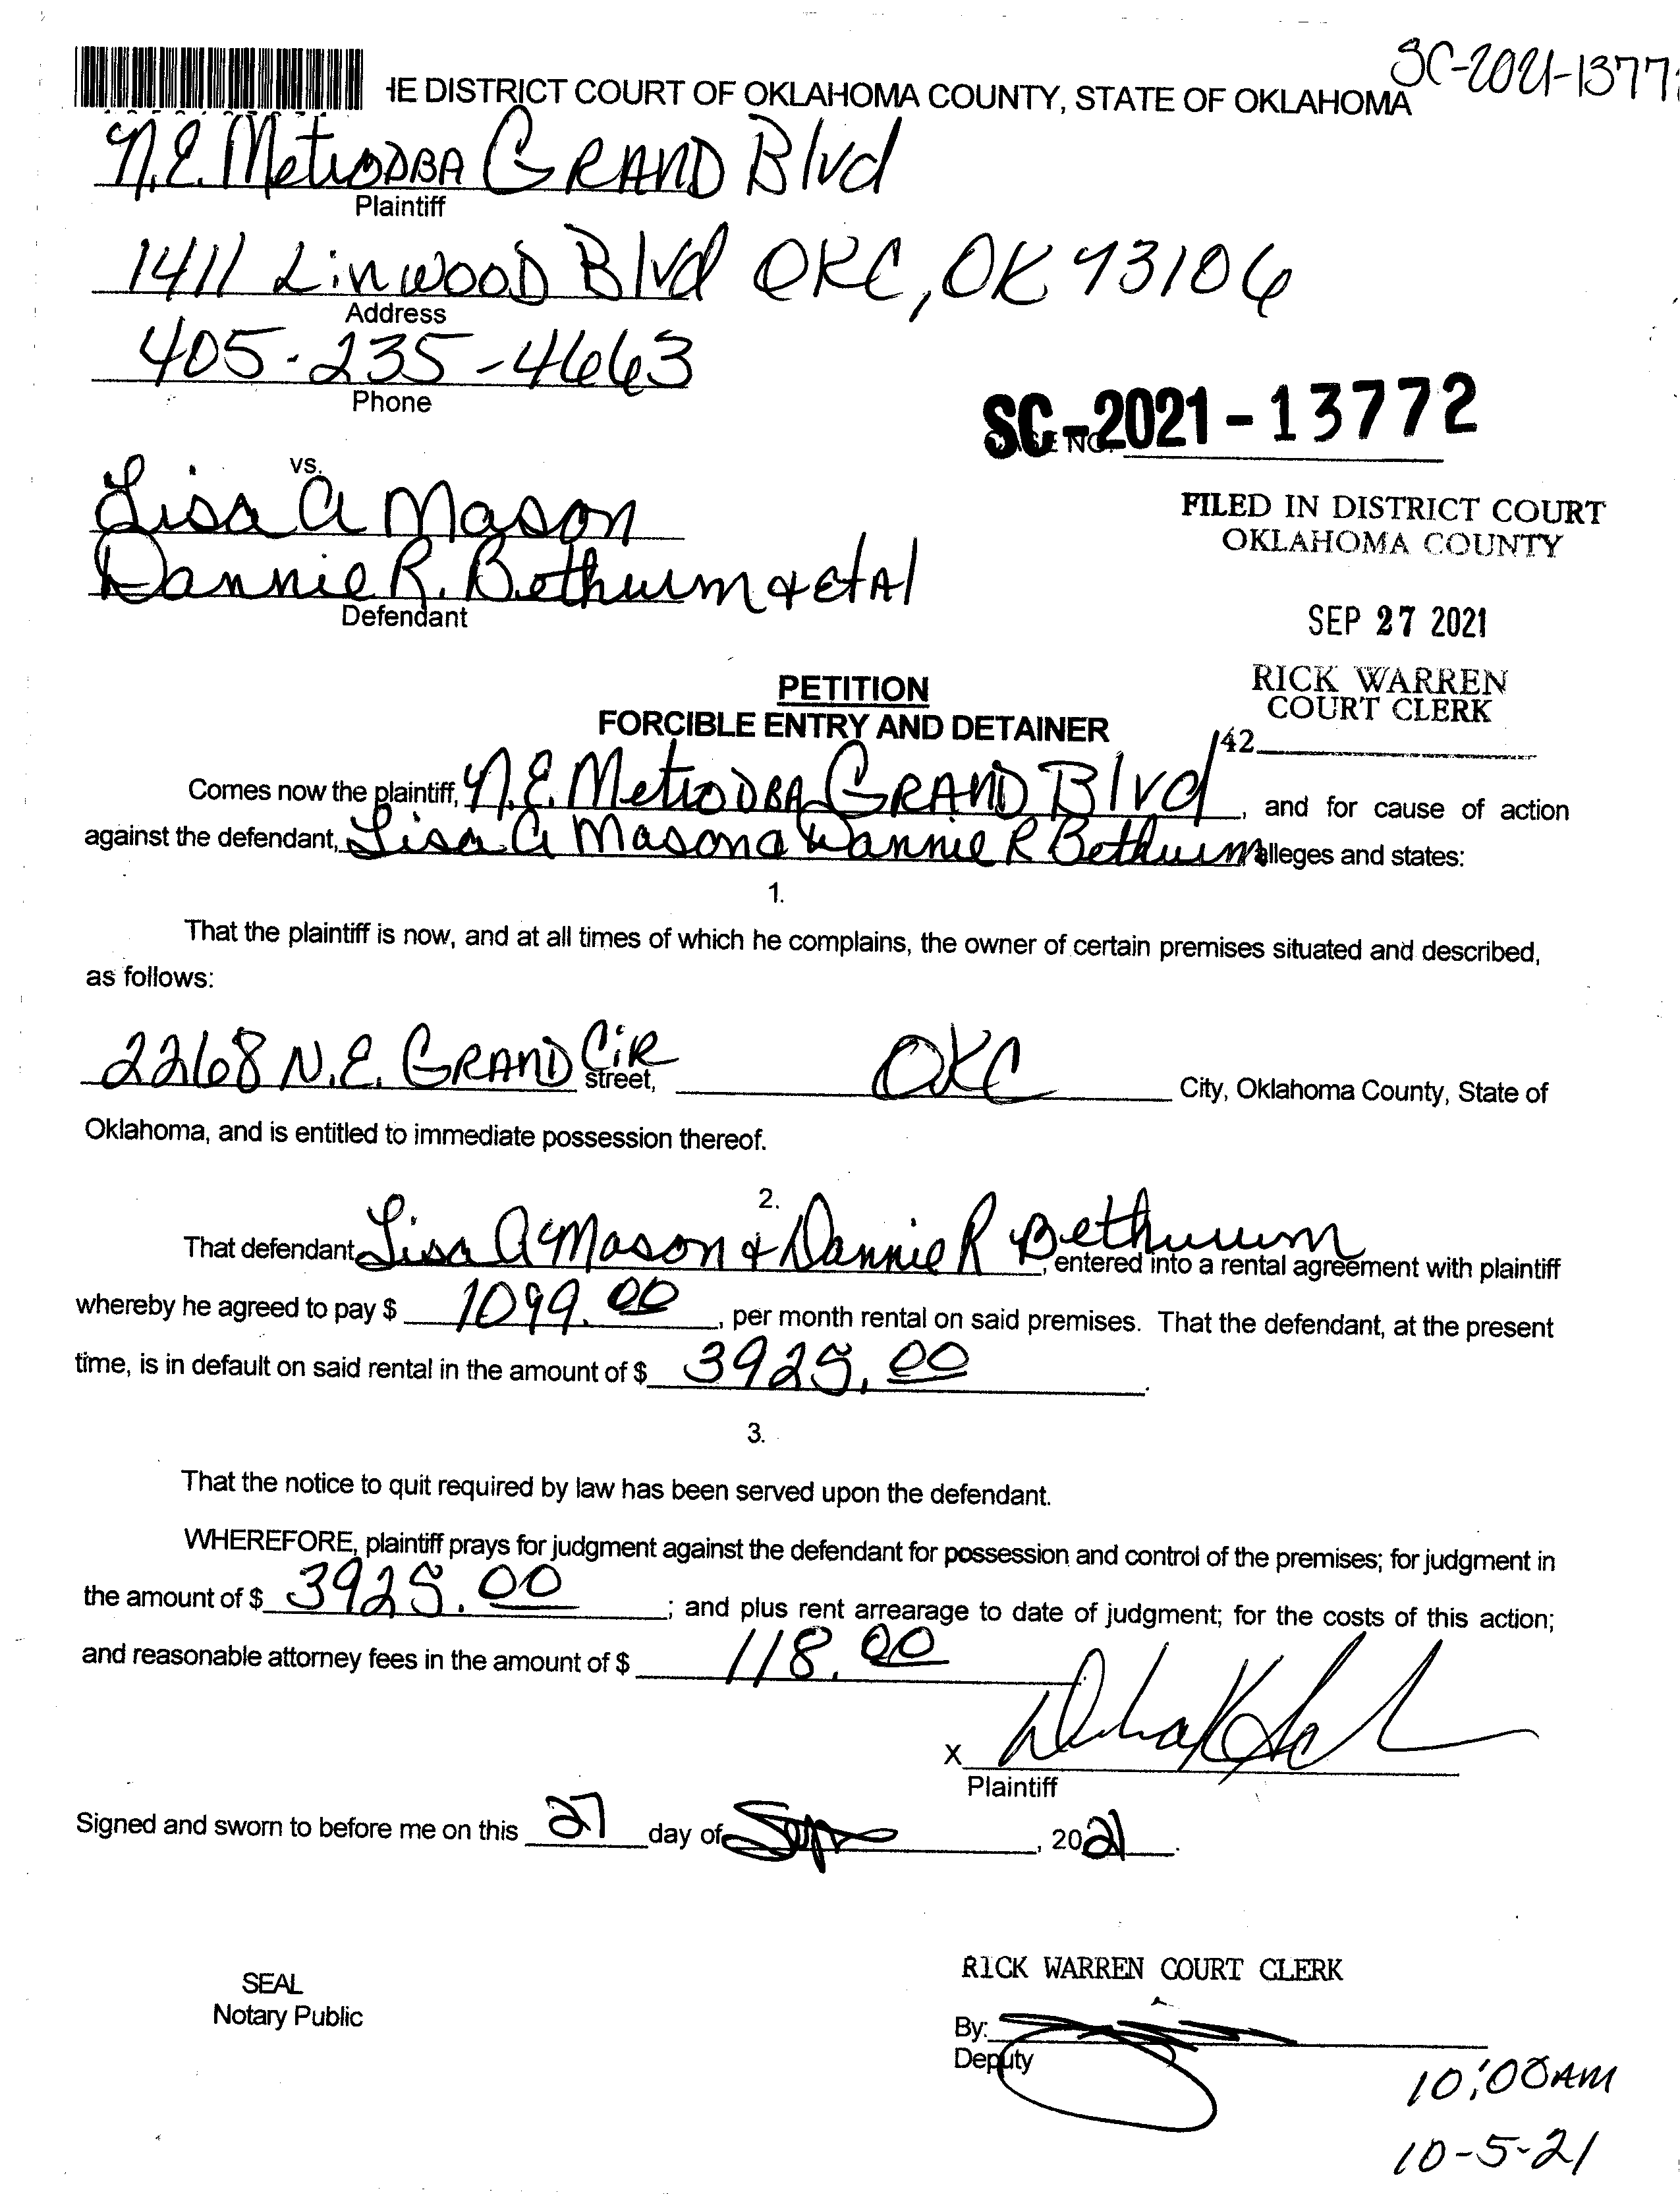 SC-2021-1377
HE DISTRICT COURT OF OKLAHOMA COUNTY, STATE OF OKLAHOMA
N.E. Metro DBA GRAND Blvd
Plaintiff
1411 Linwood Blvd OKC, OK 73106
Address
405-235-4663
Phone
SC-2021-13772
CASE NO.
vs.
Lisa A Mason
Dannie R. Bethurum & etAl
Defendant
FILED IN DISTRICT COURT
OKLAHOMA COUNTY
SEP 27 2021
RICK WARREN
COURT CLERK
42
PETITION
FORCIBLE ENTRY AND DETAINER
Comes now the plaintiff, N.E. Metro DBA GRAND Blvd, and for cause of action
against the defendant, Lisa A Mason & Dannie R Bethurum alleges and states:
1.
That the plaintiff is now, and at all times of which he complains, the owner of certain premises situated and described,
as follows:
2268 N.E. GRAND CiR street, OKC City, Oklahoma County, State of
Oklahoma, and is entitled to immediate possession thereof.
2.
That defendant Lisa A Mason & Dannie R Bethurum, entered into a rental agreement with plaintiff
whereby he agreed to pay $ 1099.00, per month rental on said premises. That the defendant, at the present
time, is in default on said rental in the amount of $ 3925.00.
3.
That the notice to quit required by law has been served upon the defendant.
WHEREFORE, plaintiff prays for judgment against the defendant for possession and control of the premises; for judgment in
the amount of $ 3925.00; and plus rent arrearage to date of judgment; for the costs of this action;
and reasonable attorney fees in the amount of $ 118.00
X
Plaintiff
Signed and sworn to before me on this 27 day of Sept, 2021.
SEAL
Notary Public
RICK WARREN COURT CLERK
By:
Deputy
10:00AM
10-5-21